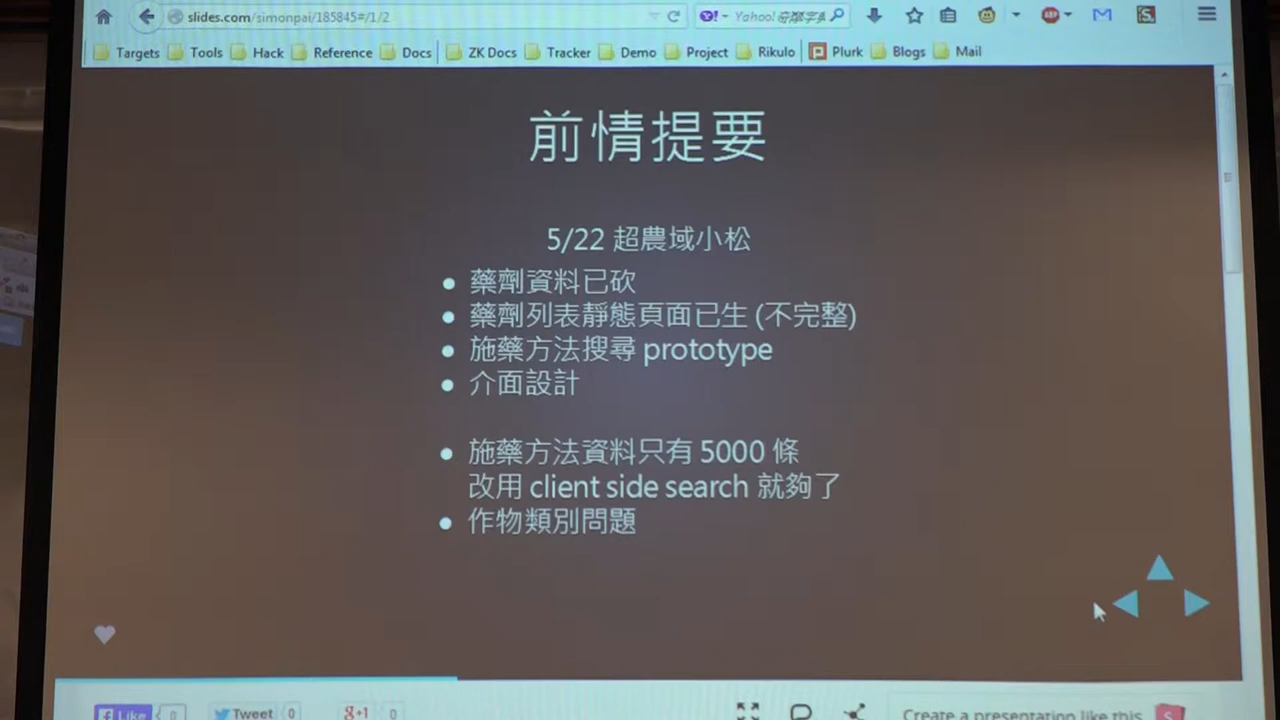 slides.com/simonpai/185845#/1/2
Yahoo!
Targets Tools Hack Reference Docs ZK Docs Tracker Demo Project Rikulo Plurk Blogs Mail
前情提要
5/22 超農域小松
藥劑資料已砍
藥劑列表靜態頁面已生 (不完整)
施藥方法搜尋 prototype
介面設計
施藥方法資料只有 5000 條
改用 client side search 就夠了
作物類別問題
Like 0 Tweet 0 g+1 0 Create a presentation like this